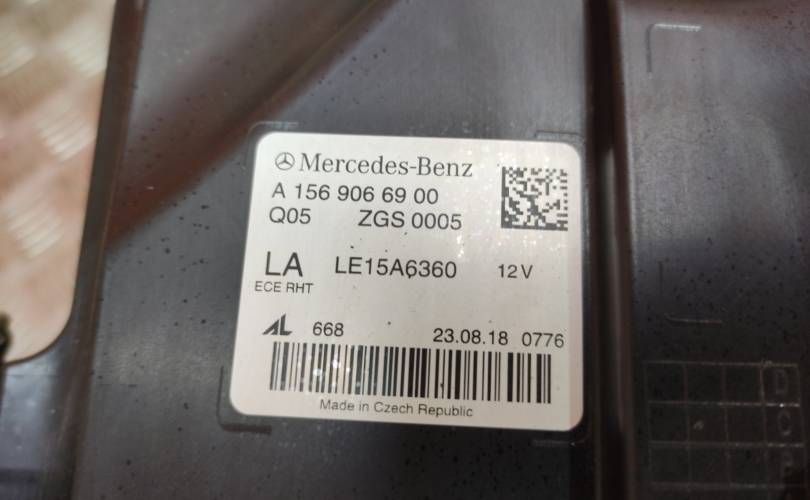 Mercedes-Benz
A 156 906 69 00
Q05 ZGS 0005
LA LE15A6360 12V
ECE RHT
AL 668 23.08.18 0776
Made in Czech Republic
D
O